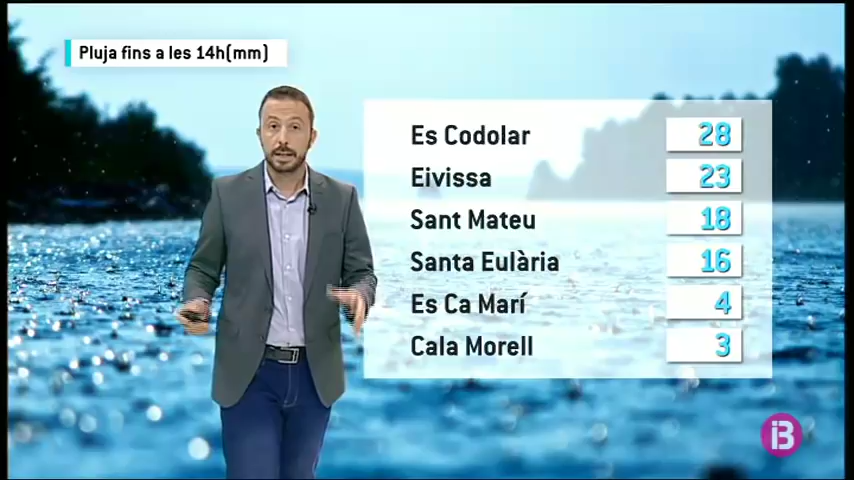 Pluja fins a les 14h(mm)
Es Codolar 28
Eivissa 23
Sant Mateu 18
Santa Eulària 16
Es Ca Marí 4
Cala Morell 3
iB3